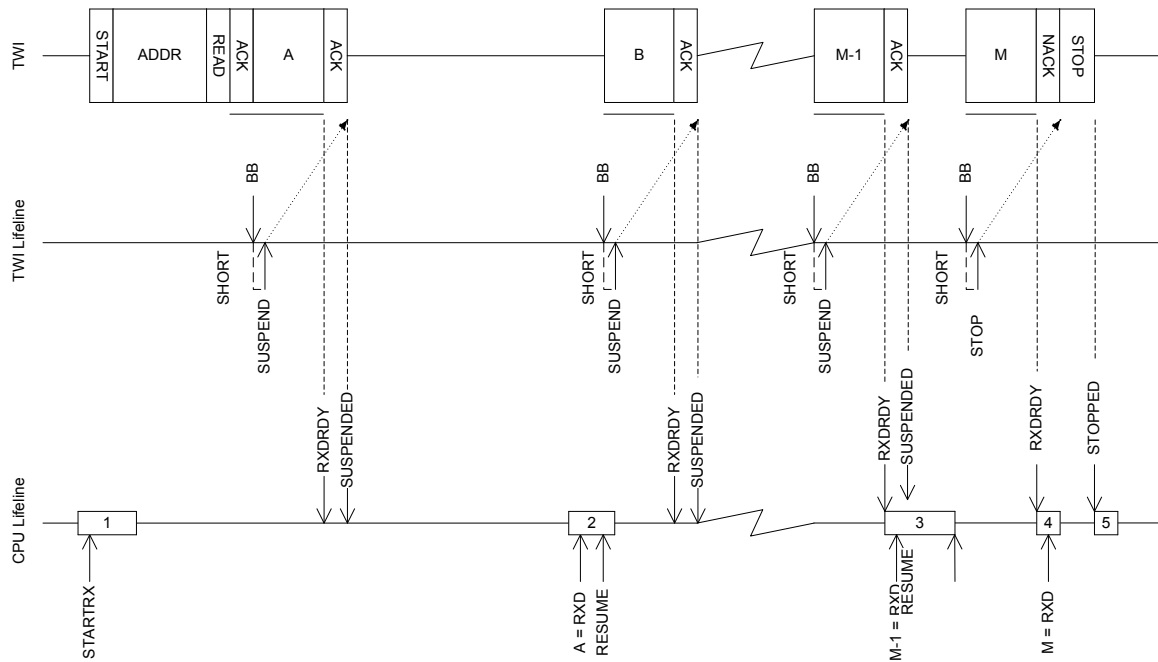 TWI
START
ADDR
READ
ACK
A
ACK
B
ACK
M-1
ACK
M
NACK
STOP
TWI Lifeline
BB
SHORT
SUSPEND
BB
SHORT
SUSPEND
BB
SHORT
SUSPEND
BB
SHORT
STOP
RXDRDY
SUSPENDED
RXDRDY
SUSPENDED
RXDRDY
SUSPENDED
RXDRDY
STOPPED
CPU Lifeline
1
2
3
4
5
STARTRX
A = RXD
RESUME
M-1 = RXD
RESUME
M = RXD